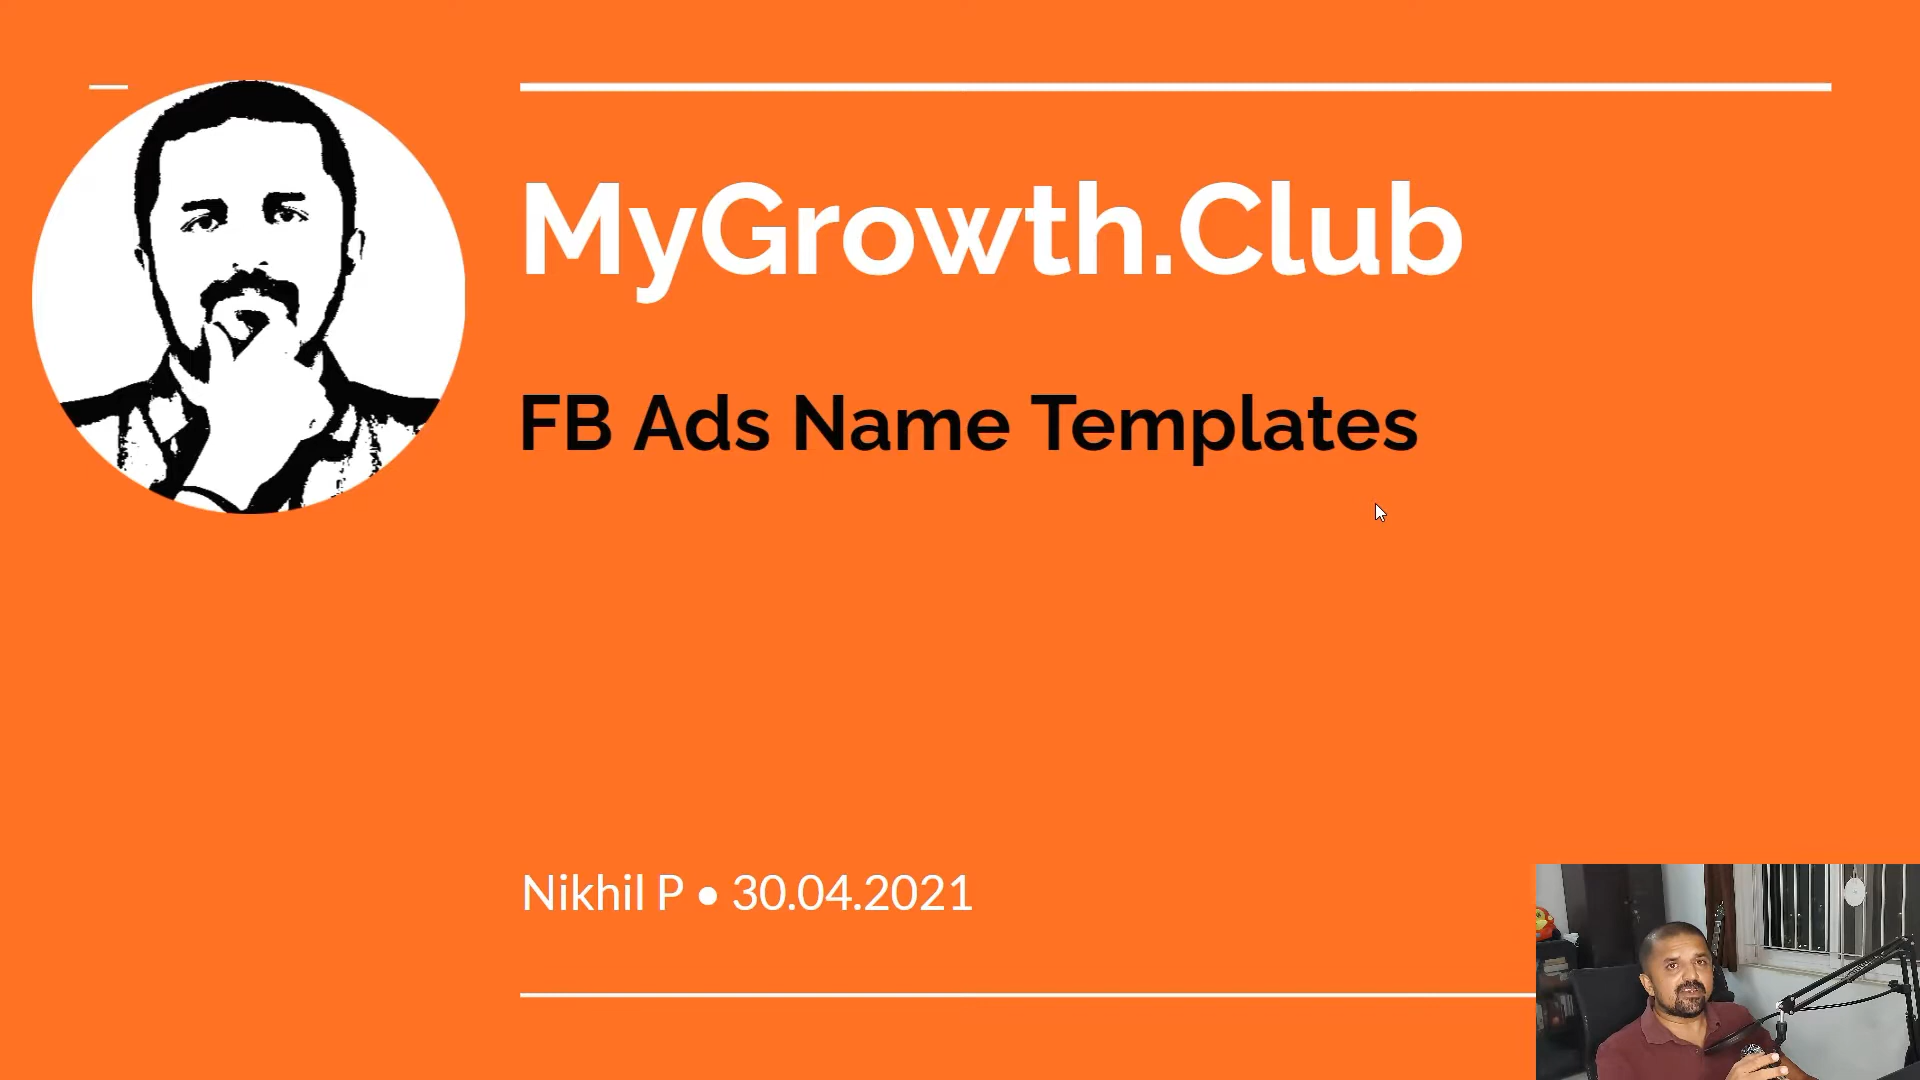 MyGrowth.Club
FB Ads Name Templates
Nikhil P • 30.04.2021